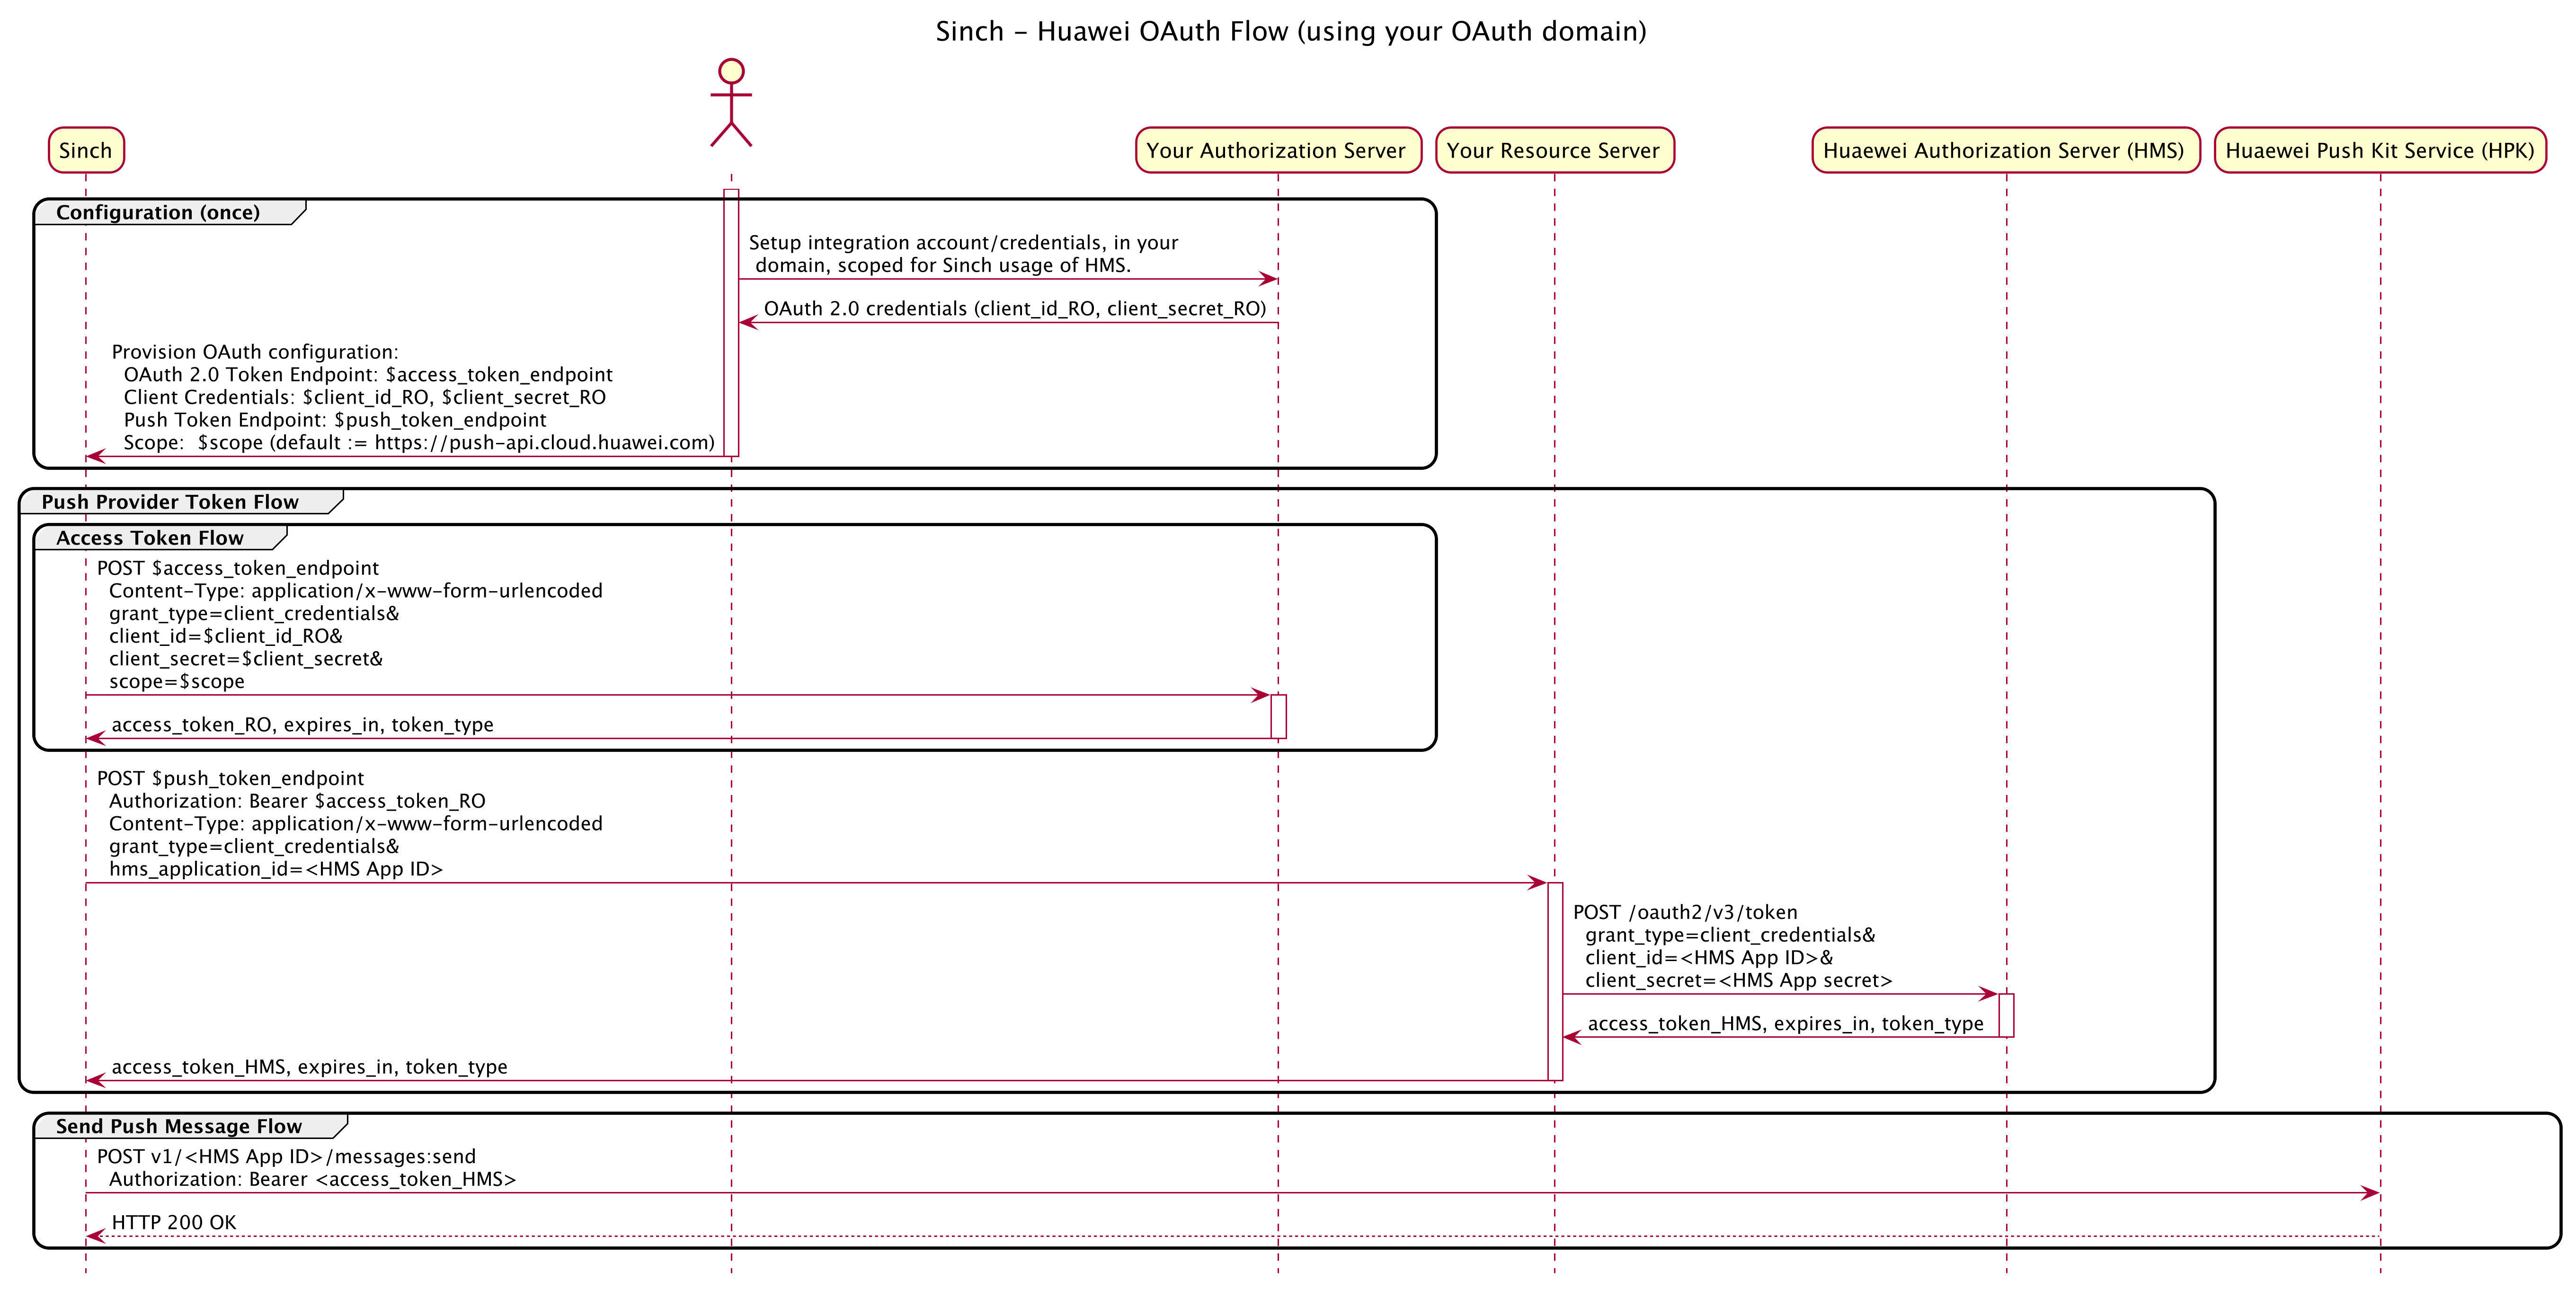 Sinch - Huawei OAuth Flow (using your OAuth domain)
Sinch
Your Authorization Server
Your Resource Server
Huaewei Authorization Server (HMS)
Huaewei Push Kit Service (HPK)
Configuration (once)
Setup integration account/credentials, in your
domain, scoped for Sinch usage of HMS.
OAuth 2.0 credentials (client_id_RO, client_secret_RO)
Provision OAuth configuration:
OAuth 2.0 Token Endpoint: $access_token_endpoint
Client Credentials: $client_id_RO, $client_secret_RO
Push Token Endpoint: $push_token_endpoint
Scope:  $scope (default := https://push-api.cloud.huawei.com)
Push Provider Token Flow
Access Token Flow
POST $access_token_endpoint
Content-Type: application/x-www-form-urlencoded
grant_type=client_credentials&
client_id=$client_id_RO&
client_secret=$client_secret&
scope=$scope
access_token_RO, expires_in, token_type
POST $push_token_endpoint
Authorization: Bearer $access_token_RO
Content-Type: application/x-www-form-urlencoded
grant_type=client_credentials&
hms_application_id=<HMS App ID>
POST /oauth2/v3/token
grant_type=client_credentials&
client_id=<HMS App ID>&
client_secret=<HMS App secret>
access_token_HMS, expires_in, token_type
access_token_HMS, expires_in, token_type
Send Push Message Flow
POST v1/<HMS App ID>/messages:send
Authorization: Bearer <access_token_HMS>
HTTP 200 OK